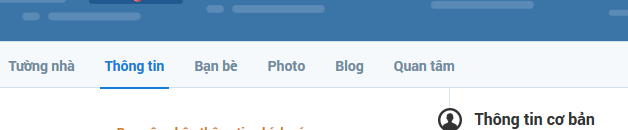 Tường nhà Thông tin Bạn bè Photo Blog Quan tâm
Thông tin cơ bản